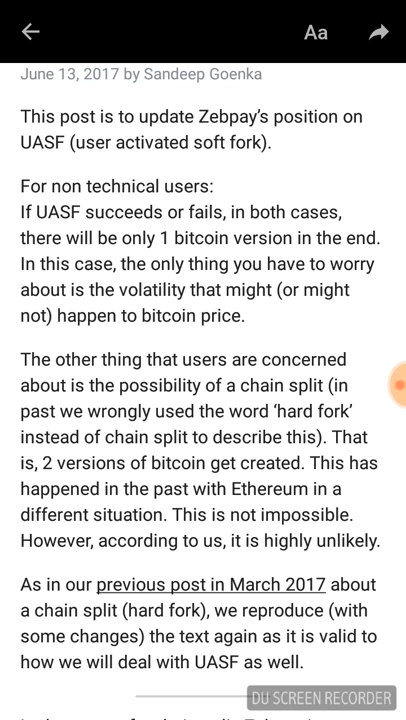 Aa
June 13, 2017 by Sandeep Goenka
This post is to update Zebpay's position on
UASF (user activated soft fork).
For non technical users:
If UASF succeeds or fails, in both cases,
there will be only 1 bitcoin version in the end.
In this case, the only thing you have to worry
about is the volatility that might (or might
not) happen to bitcoin price.
The other thing that users are concerned
about is the possibility of a chain split (in
past we wrongly used the word ‘hard fork’
instead of chain split to describe this). That
is, 2 versions of bitcoin get created. This has
happened in the past with Ethereum in a
different situation. This is not impossible.
However, according to us, it is highly unlikely.
As in our previous post in March 2017 about
a chain split (hard fork), we reproduce (with
some changes) the text again as it is valid to
how we will deal with UASF as well.
DU SCREEN RECORDER